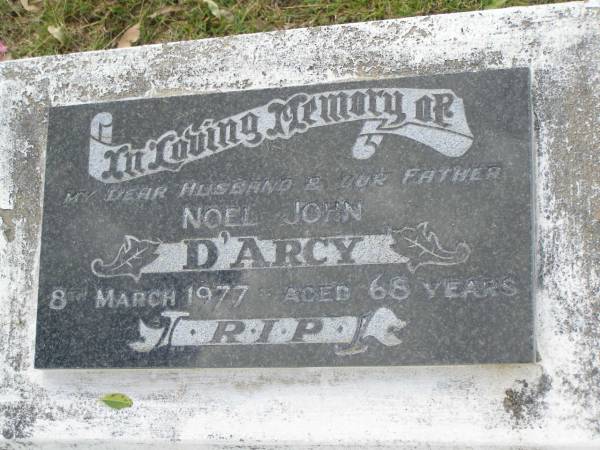 In Loving Memory of
My Dear Husband & Our Father
NOEL JOHN
D'ARCY
8TH March 1977 Aged 68 Years
R·I·P